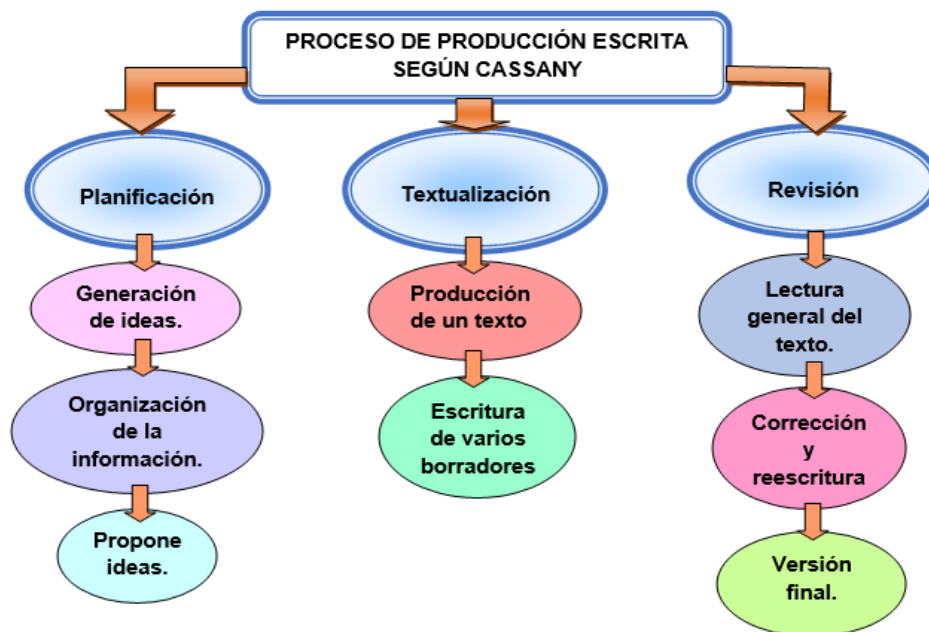 PROCESO DE PRODUCCIÓN ESCRITA
SEGÚN CASSANY
Planificación
Generación
de ideas.
Organización
de la
información.
Propone
ideas.
Textualización
Producción
de un texto
Escritura
de varios
borradores
Revisión
Lectura
general del
texto.
Corrección
y
reescritura
Versión
final.